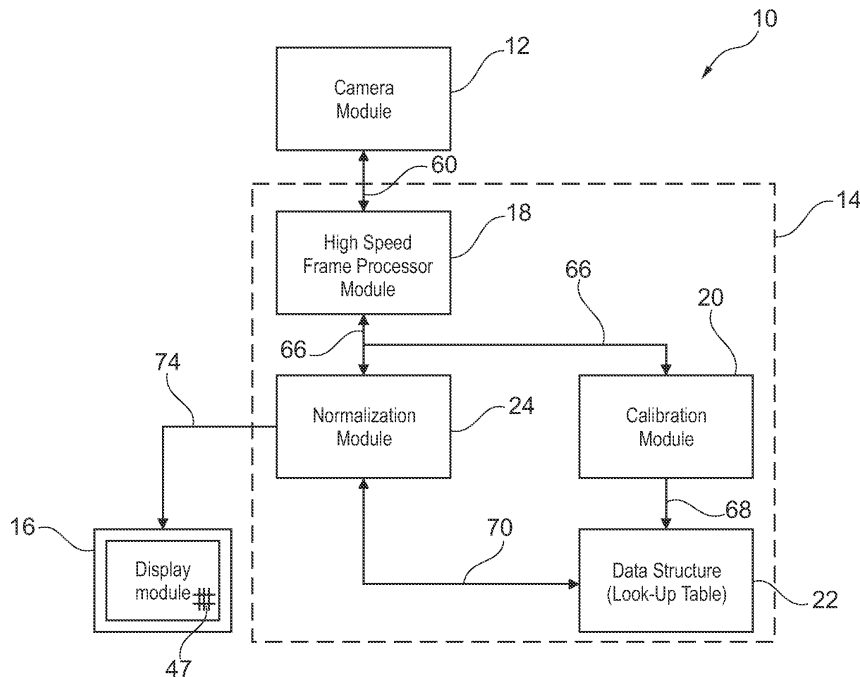 10
12
Camera
Module
60
14
18
High Speed
Frame Processor
Module
66
66
20
74
Normalization
Module
24
Calibration
Module
68
16
70
Display
module
Data Structure
(Look-Up Table)
22
47